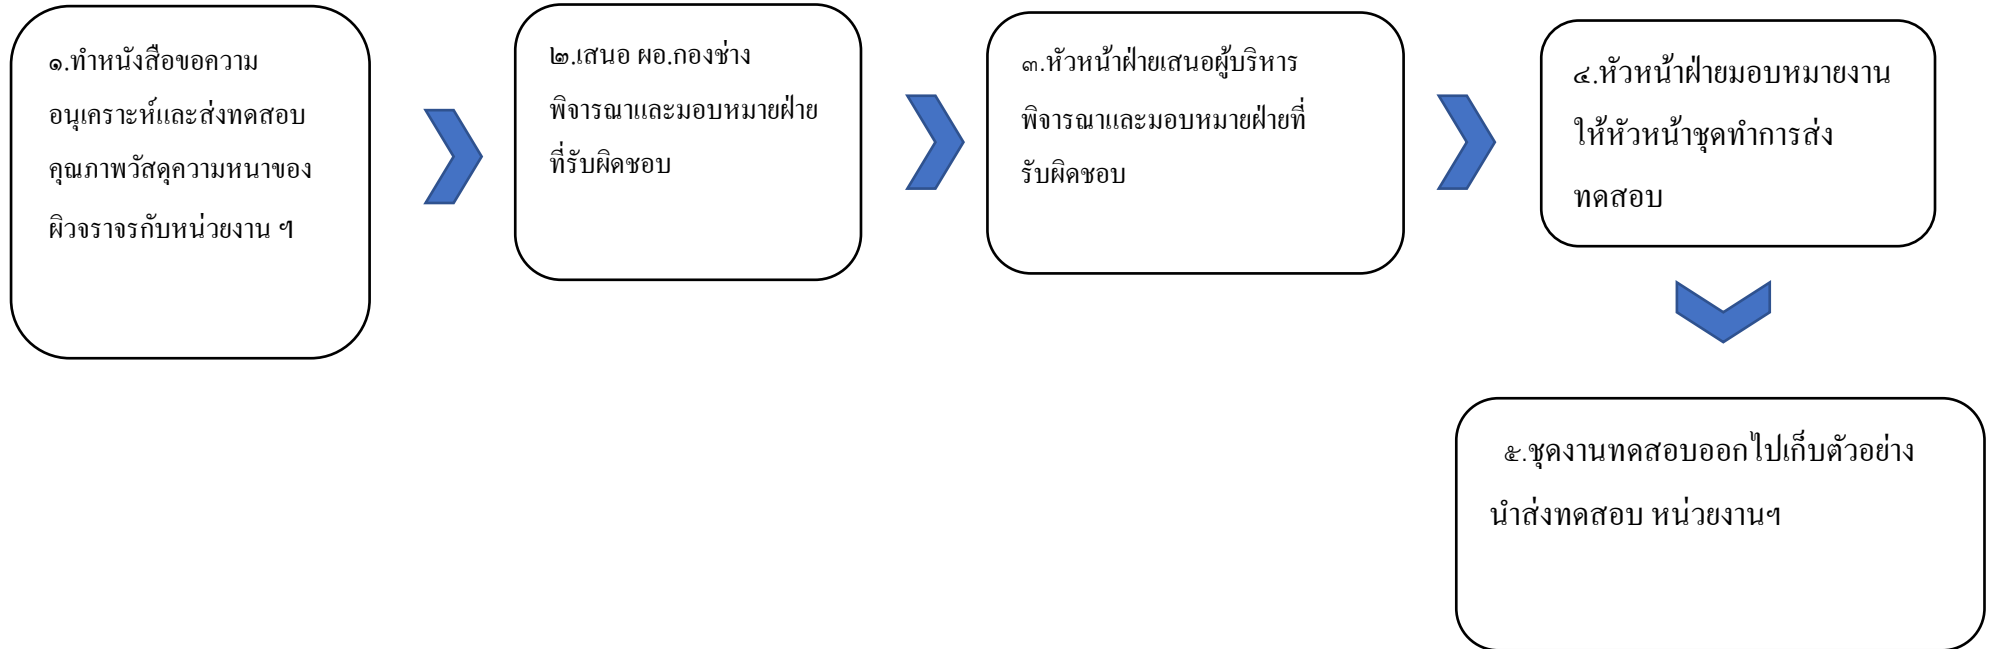 ๑.ทำหนังสือขอความ
อนุเคราะห์และส่งทดสอบ
คุณภาพวัสดุความหนาของ
ผิวจราจรกับหน่วยงาน ฯ
๒.เสนอ ผอ.กองช่าง
พิจารณาและมอบหมายฝ่าย
ที่รับผิดชอบ
๓.หัวหน้าฝ่ายเสนอผู้บริหาร
พิจารณาและมอบหมายฝ่ายที่
รับผิดชอบ
๔.หัวหน้าฝ่ายมอบหมายงาน
ให้หัวหน้าชุดทำการส่ง
ทดสอบ
๕.ชุดงานทดสอบออกไปเก็บตัวอย่าง
นำส่งทดสอบ หน่วยงานฯ